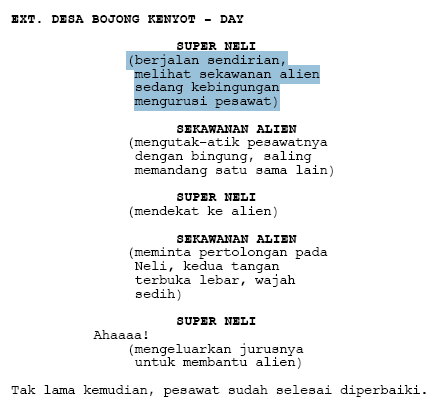 EXT. DESA BOJONG KENYOT - DAY
SUPER NELI
(berjalan sendirian,
melihat sekawanan alien
sedang kebingungan
mengurusi pesawat)
SEKAWANAN ALIEN
(mengutak-atik pesawatnya
dengan bingung, saling
memandang satu sama lain)
SUPER NELI
(mendekat ke alien)
SEKAWANAN ALIEN
(meminta pertolongan pada
Neli, kedua tangan
terbuka lebar, wajah
sedih)
SUPER NELI
Ahaaaa!
(mengeluarkan jurusnya
untuk membantu alien)
Tak lama kemudian, pesawat sudah selesai diperbaiki.